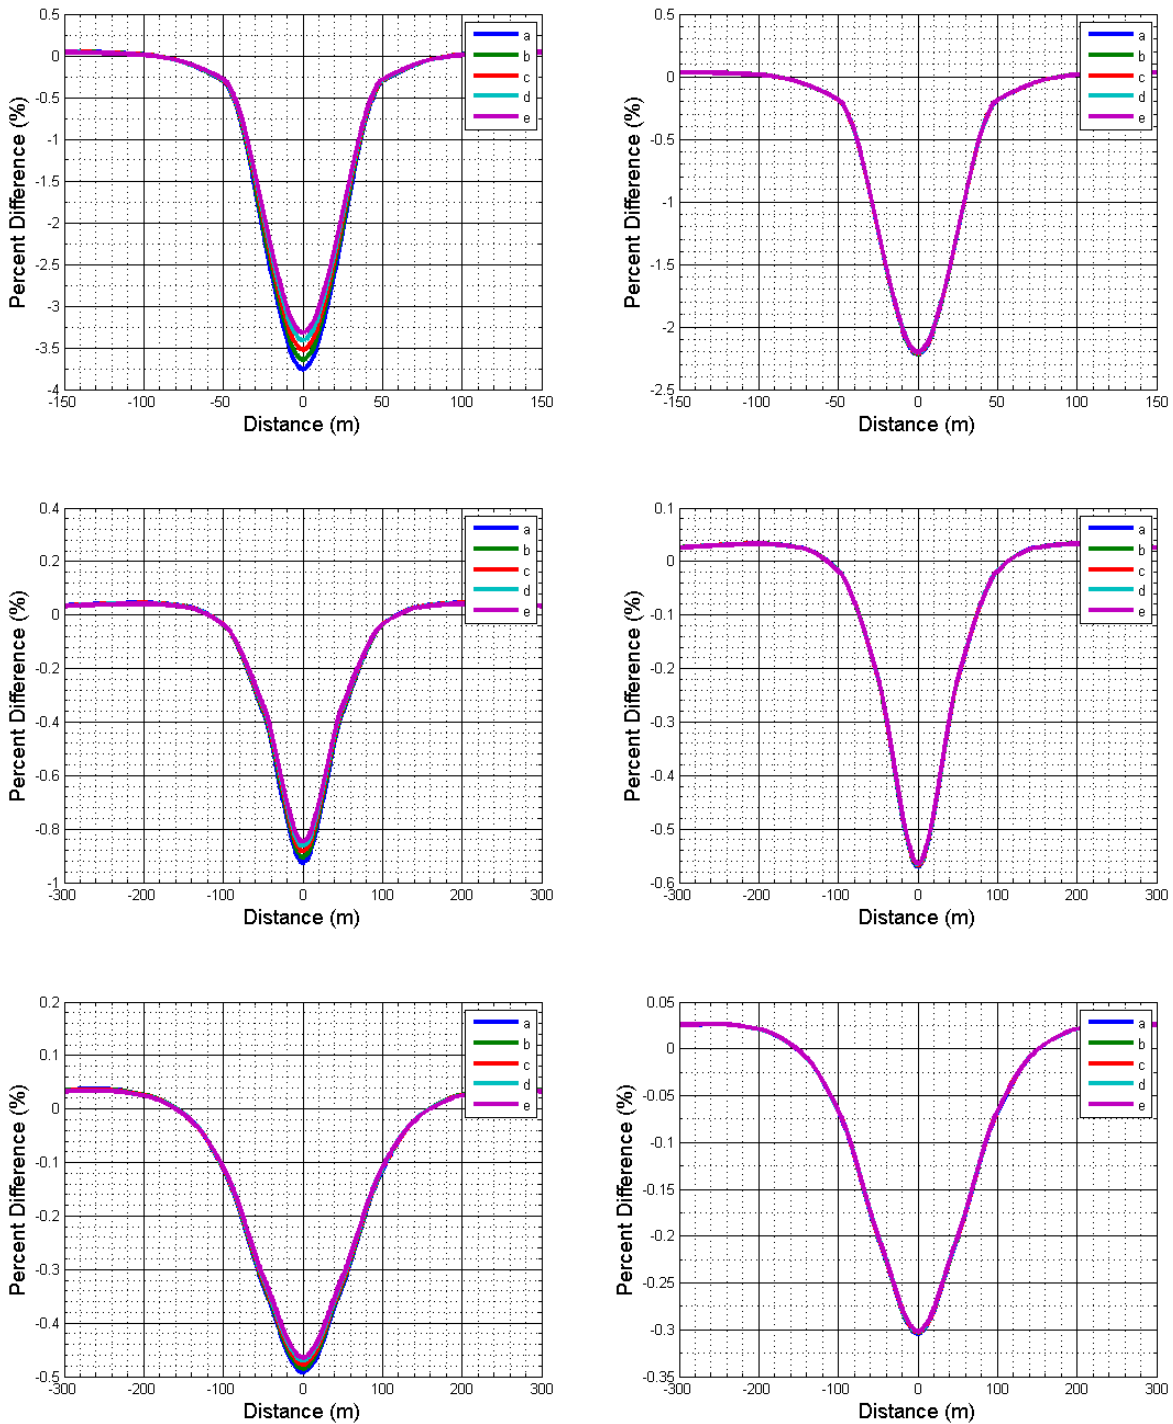 0.5
0
-0.5
-1
-1.5
-2
-2.5
-3
-3.5
-4
Percent Difference (%)
-150 -100 -50 0 50 100 150
Distance (m)
a
b
c
d
e
0.5
0
-0.5
-1
-1.5
-2
-2.5
Percent Difference (%)
-150 -100 -50 0 50 100 150
Distance (m)
a
b
c
d
e
0.4
0.2
0
-0.2
-0.4
-0.6
-0.8
-1
Percent Difference (%)
-300 -200 -100 0 100 200 300
Distance (m)
a
b
c
d
e
0.1
0
-0.1
-0.2
-0.3
-0.4
-0.5
-0.6
Percent Difference (%)
-300 -200 -100 0 100 200 300
Distance (m)
a
b
c
d
e
0.2
0.1
0
-0.1
-0.2
-0.3
-0.4
-0.5
Percent Difference (%)
-300 -200 -100 0 100 200 300
Distance (m)
a
b
c
d
e
0.05
0
-0.05
-0.1
-0.15
-0.2
-0.25
-0.3
-0.35
Percent Difference (%)
-300 -200 -100 0 100 200 300
Distance (m)
a
b
c
d
e